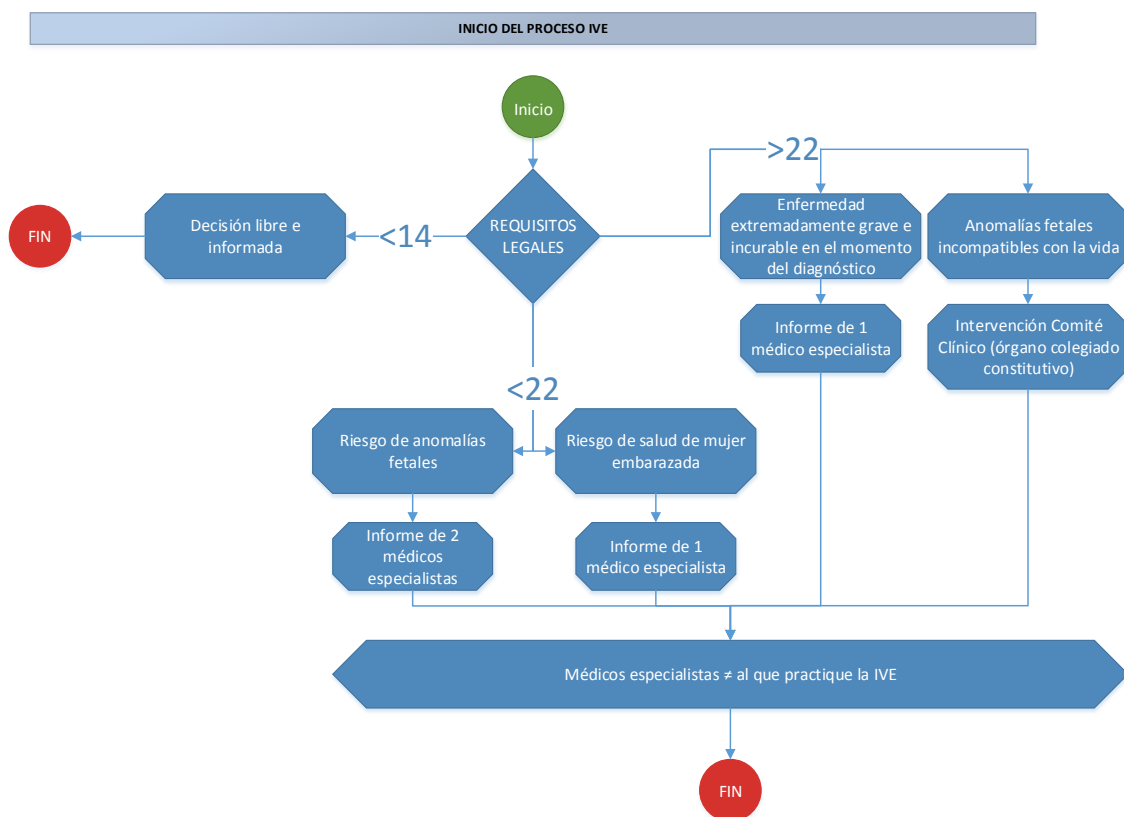 INICIO DEL PROCESO IVE
Inicio
>22
FIN
Decisión libre e
informada
<14
REQUISITOS
LEGALES
Enfermedad
extremadamente grave e
incurable en el momento
del diagnóstico
Anomalías fetales
incompatibles con la vida
Informe de 1
médico especialista
Intervención Comité
Clínico (órgano colegiado
constitutivo)
<22
Riesgo de anomalías
fetales
Riesgo de salud de mujer
embarazada
Informe de 2
médicos
especialistas
Informe de 1
médico especialista
Médicos especialistas ≠ al que practique la IVE
FIN